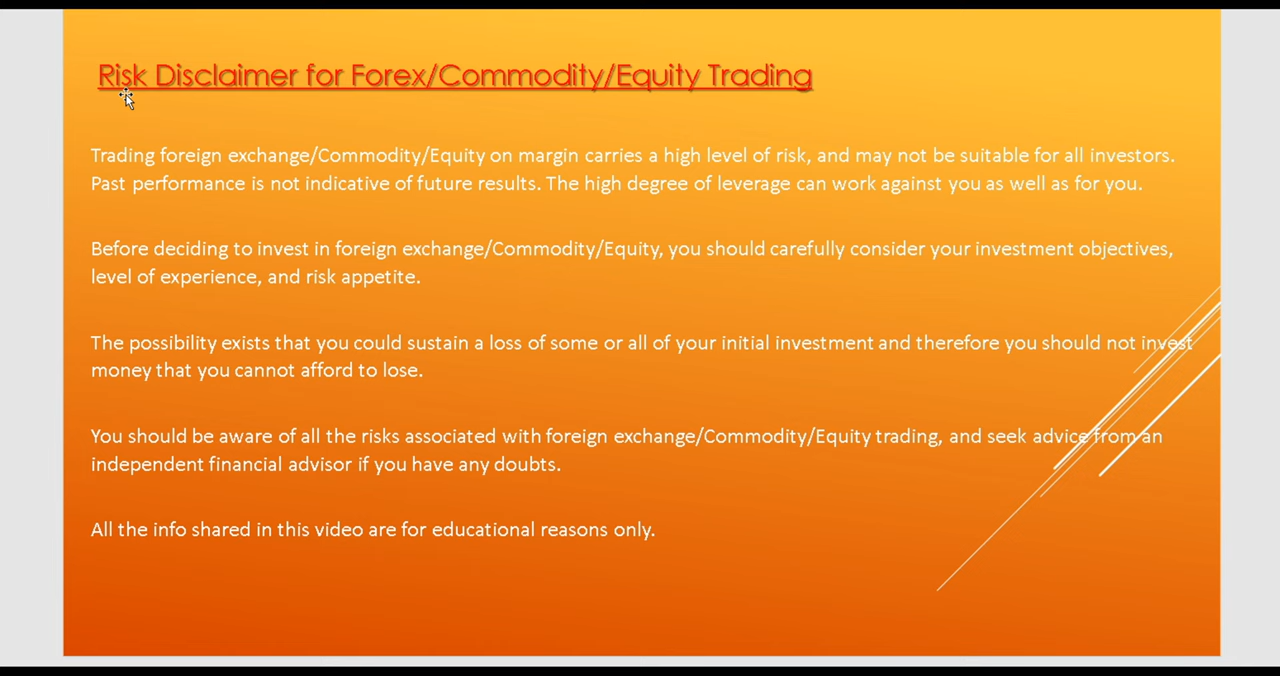 Risk Disclaimer for Forex/Commodity/Equity Trading
Trading foreign exchange/Commodity/Equity on margin carries a high level of risk, and may not be suitable for all investors.
Past performance is not indicative of future results. The high degree of leverage can work against you as well as for you.
Before deciding to invest in foreign exchange/Commodity/Equity, you should carefully consider your investment objectives,
level of experience, and risk appetite.
The possibility exists that you could sustain a loss of some or all of your initial investment and therefore you should not invest
money that you cannot afford to lose.
You should be aware of all the risks associated with foreign exchange/Commodity/Equity trading, and seek advice from an
independent financial advisor if you have any doubts.
All the info shared in this video are for educational reasons only.